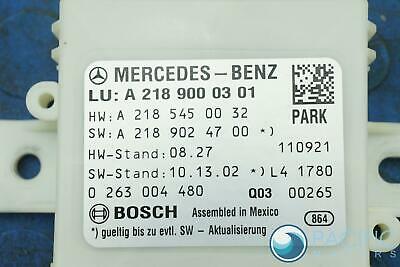 MERCEDES-BENZ
LU: A 218 900 03 01
HW: A 218 545 00 32 PARK
SW: A 218 902 47 00 *)
HW-Stand: 08.27 110921
SW-Stand: 10.13.02 *) L4 1780
0 263 004 480 Q03 00265
BOSCH Assembled in Mexico 864
*) gueltig bis zu evtl. SW - Aktualisierung
PACIFIC
MOTORS